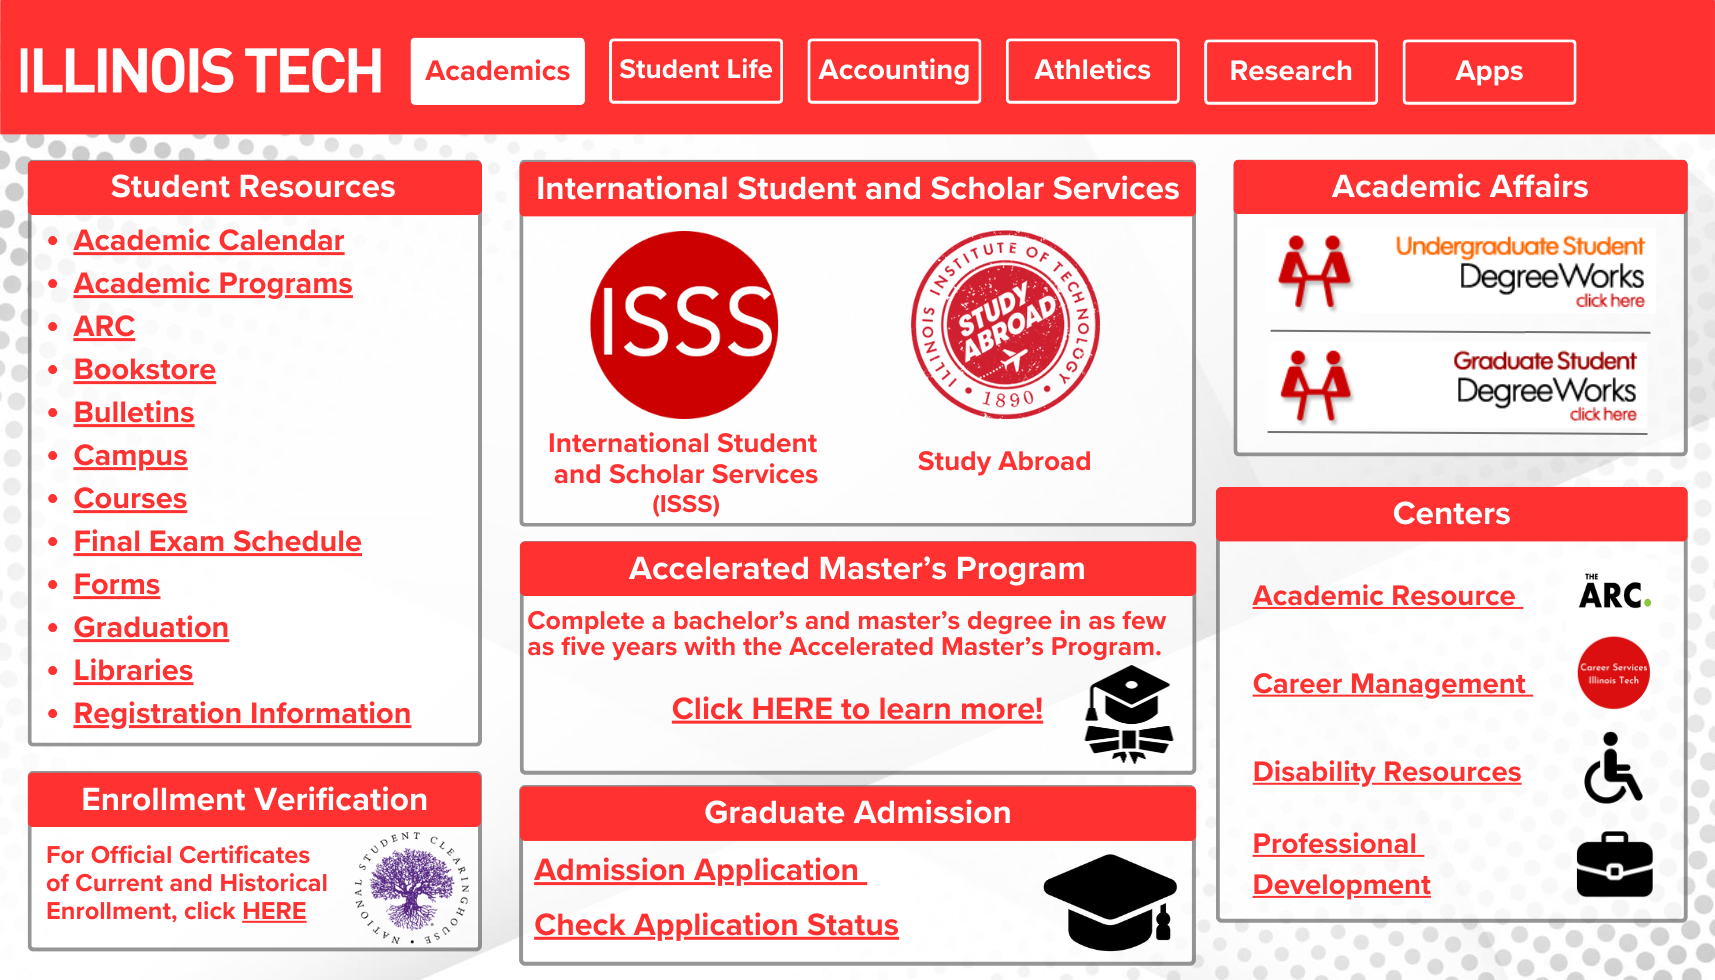 ILLINOIS TECH
Academics
Student Life
Accounting
Athletics
Research
Apps
Student Resources
Academic Calendar
Academic Programs
ARC
Bookstore
Bulletins
Campus
Courses
Final Exam Schedule
Forms
Graduation
Libraries
Registration Information
Enrollment Verification
For Official Certificates
of Current and Historical
Enrollment, click HERE
NATIONAL STUDENT CLEARINGHOUSE
International Student and Scholar Services
ISSS
International Student
and Scholar Services
(ISSS)
ILLINOIS INSTITUTE OF TECHNOLOGY
STUDY
ABROAD
1890
Study Abroad
Accelerated Master’s Program
Complete a bachelor’s and master’s degree in as few
as five years with the Accelerated Master’s Program.
Click HERE to learn more!
Graduate Admission
Admission Application
Check Application Status
Academic Affairs
Undergraduate Student
DegreeWorks
click here
Graduate Student
DegreeWorks
click here
Centers
Academic Resource
THE
ARC.
Career Management
Career Services
Illinois Tech
Disability Resources
Professional
Development